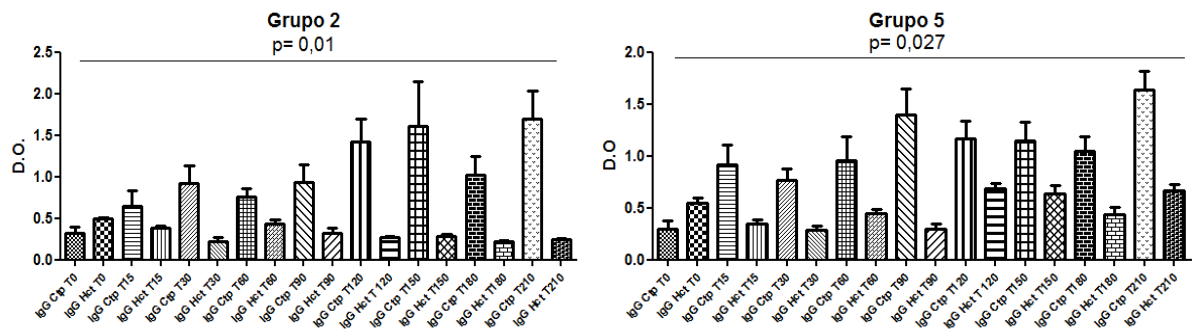 Grupo 2
p= 0,01
D.O.
2.5
2.0
1.5
1.0
0.5
0.0
IgG Ctp T0
IgG Hct T0
IgG Ctp T15
IgG Hct T15
IgG Ctp T30
IgG Hct T30
IgG Ctp T60
IgG Hct T60
IgG Ctp T90
IgG Hct T90
IgG Ctp T120
IgG Hct T 120
IgG Ctp T150
IgG Hct T150
IgG Ctp T180
IgG Hct T180
IgG Ctp T210
IgG Hct T210
Grupo 5
p= 0,027
D.O
2.0
1.5
1.0
0.5
0.0
IgG Ctp T0
IgG Hct T0
IgG Ctp T15
IgG Hct T15
IgG Ctp T30
IgG Hct T30
IgG Ctp T60
IgG Hct T60
IgG Ctp T90
IgG Hct T90
IgG Ctp T120
IgG Hct T 120
IgG Ctp T150
IgG Hct T150
IgG Ctp T180
IgG Hct T180
IgG Ctp T210
IgG Hct T210